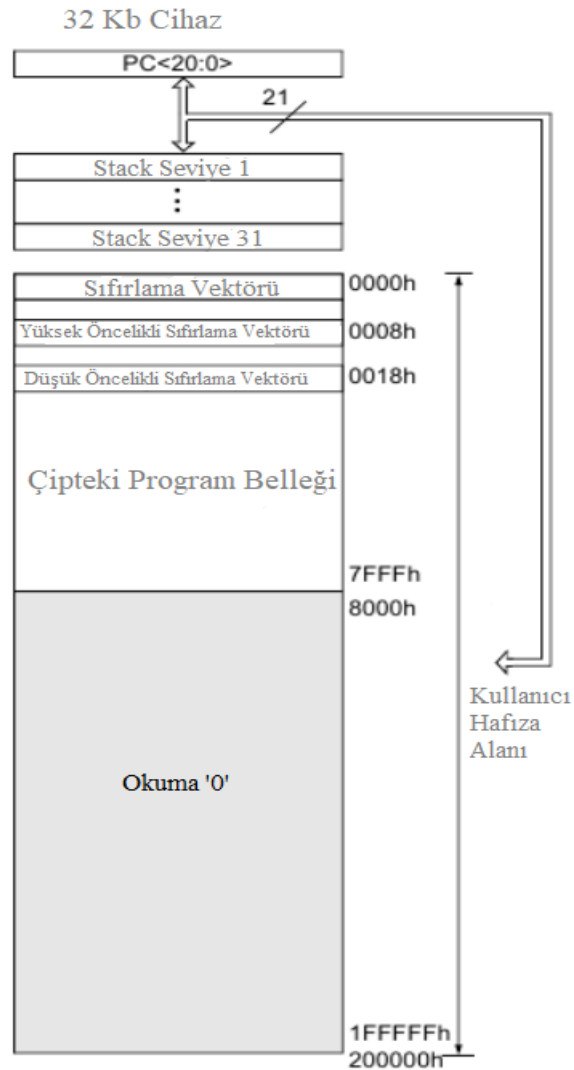 32 Kb Cihaz
PC<20:0>
21
Stack Seviye 1
Stack Seviye 31
Sıfırlama Vektörü
0000h
Yüksek Öncelikli Sıfırlama Vektörü
0008h
Düşük Öncelikli Sıfırlama Vektörü
0018h
Çipteki Program Belleği
7FFFh
8000h
Kullanıcı
Hafıza
Alanı
Okuma '0'
1FFFFFh
200000h